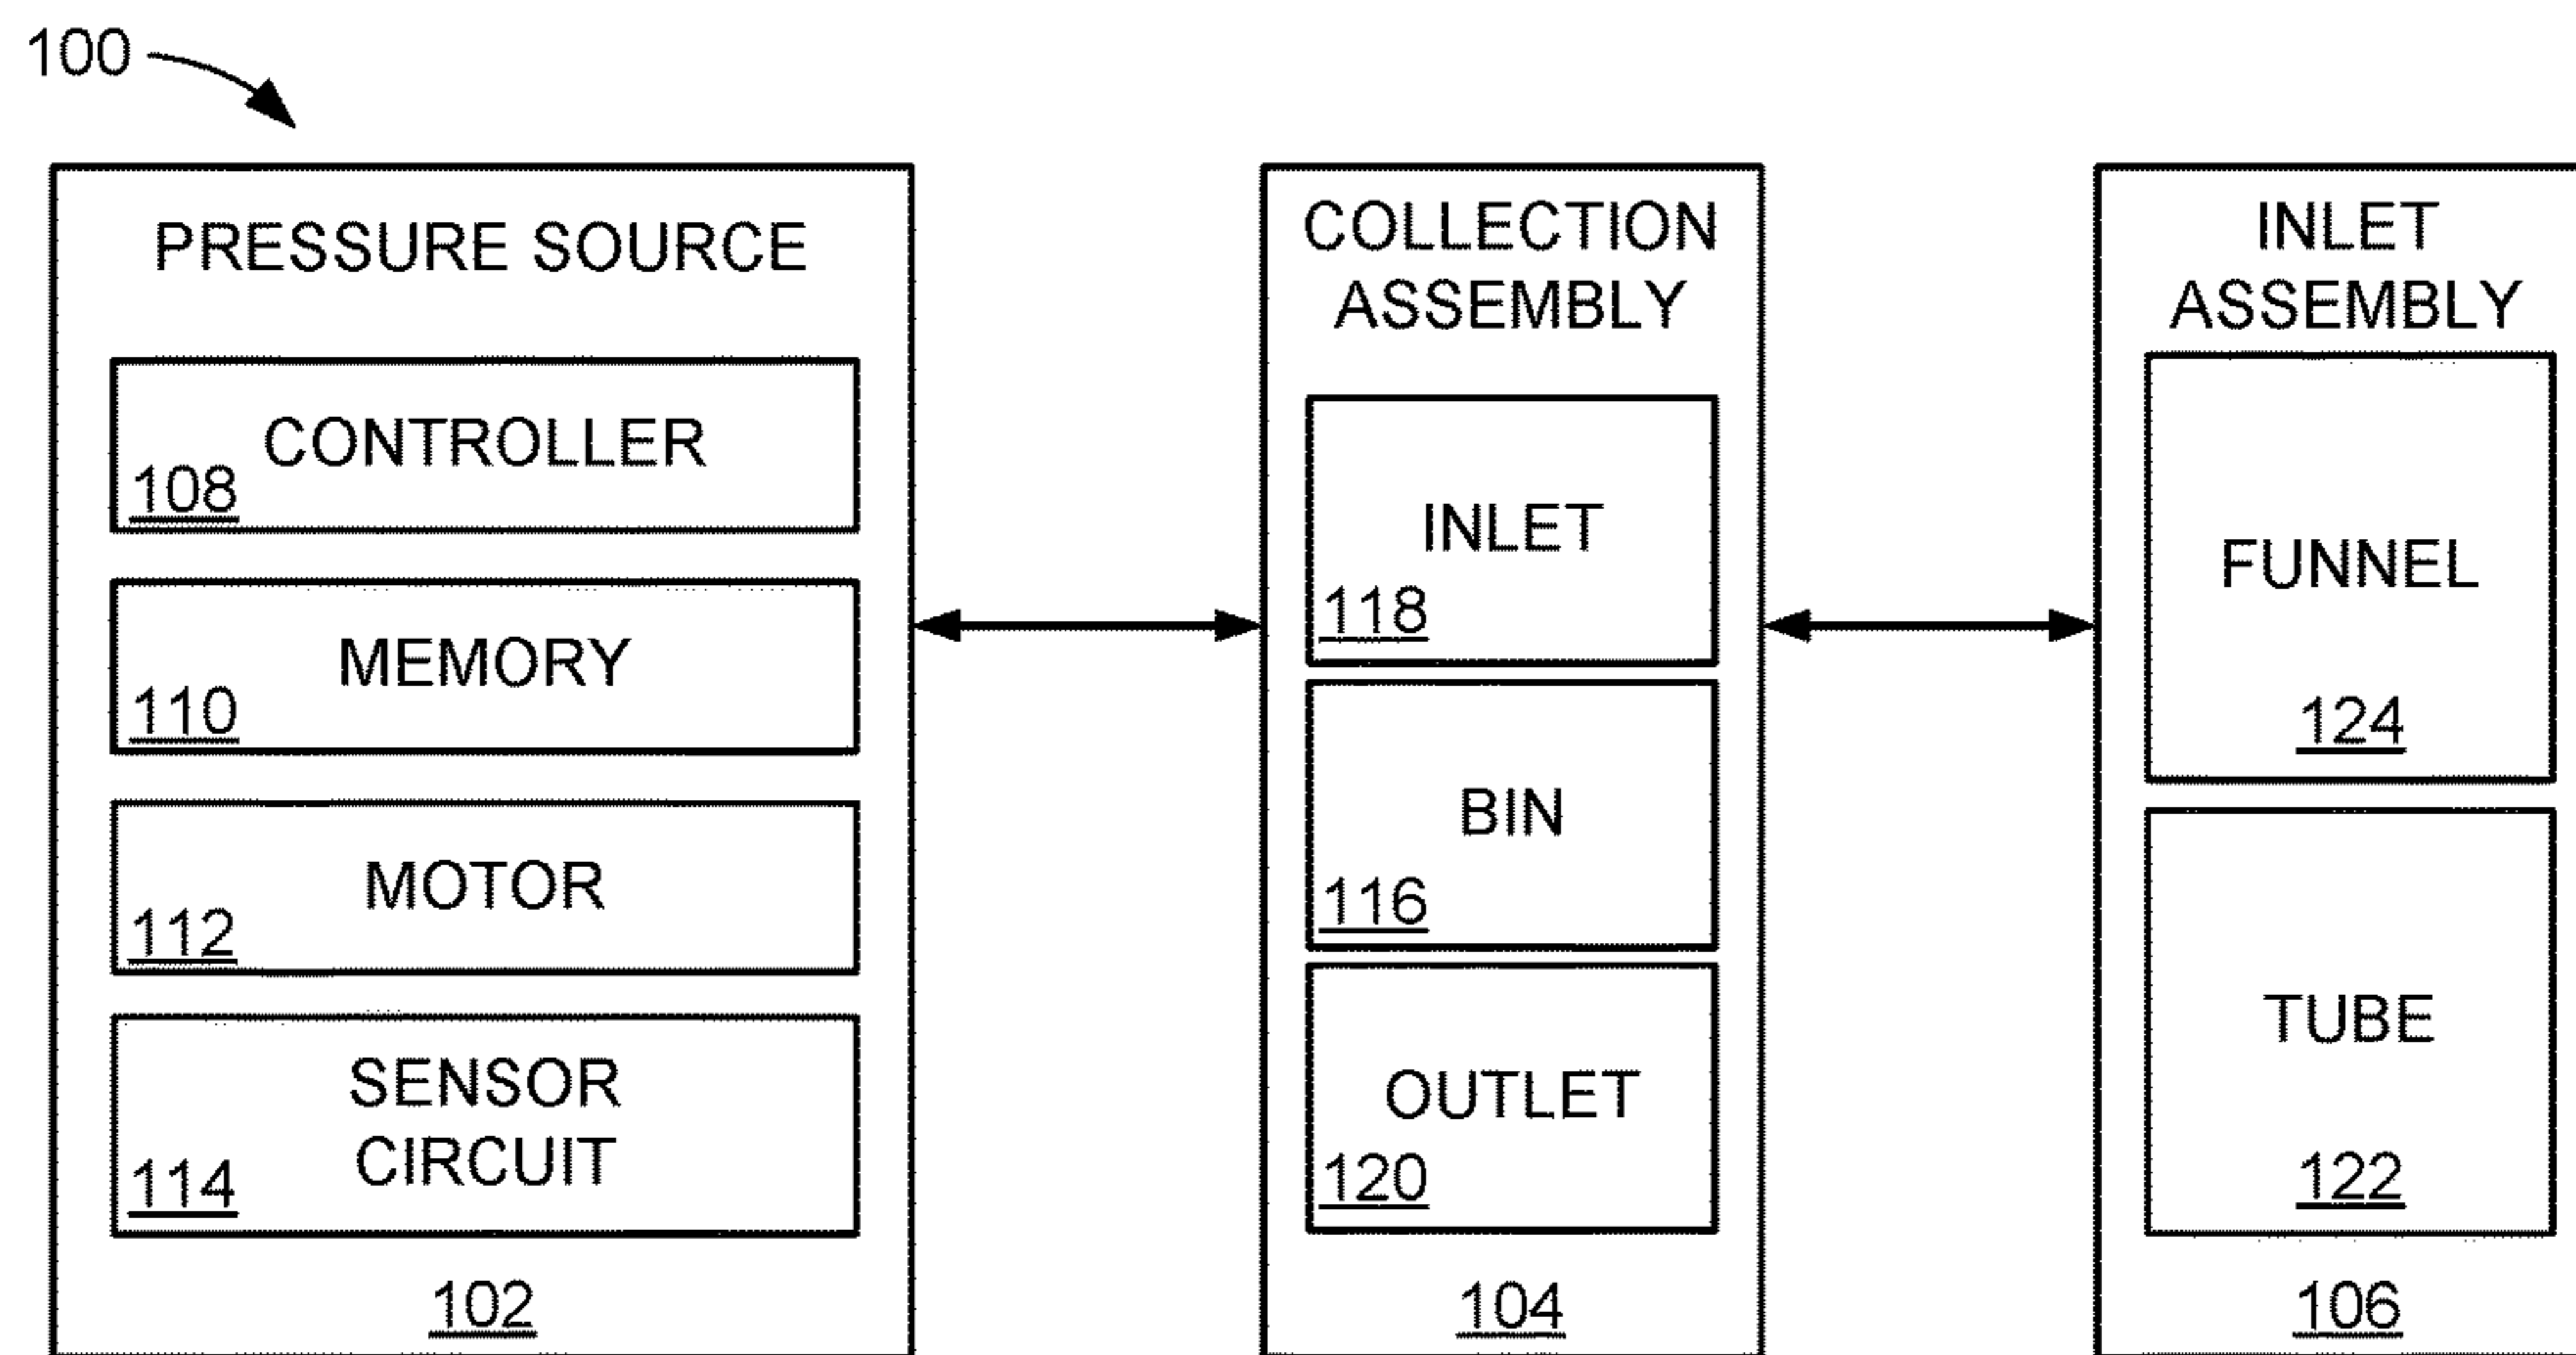 100
PRESSURE SOURCE
CONTROLLER
108
MEMORY
110
MOTOR
112
SENSOR
CIRCUIT
114
102
COLLECTION
ASSEMBLY
INLET
118
BIN
116
OUTLET
120
104
INLET
ASSEMBLY
FUNNEL
124
TUBE
122
106